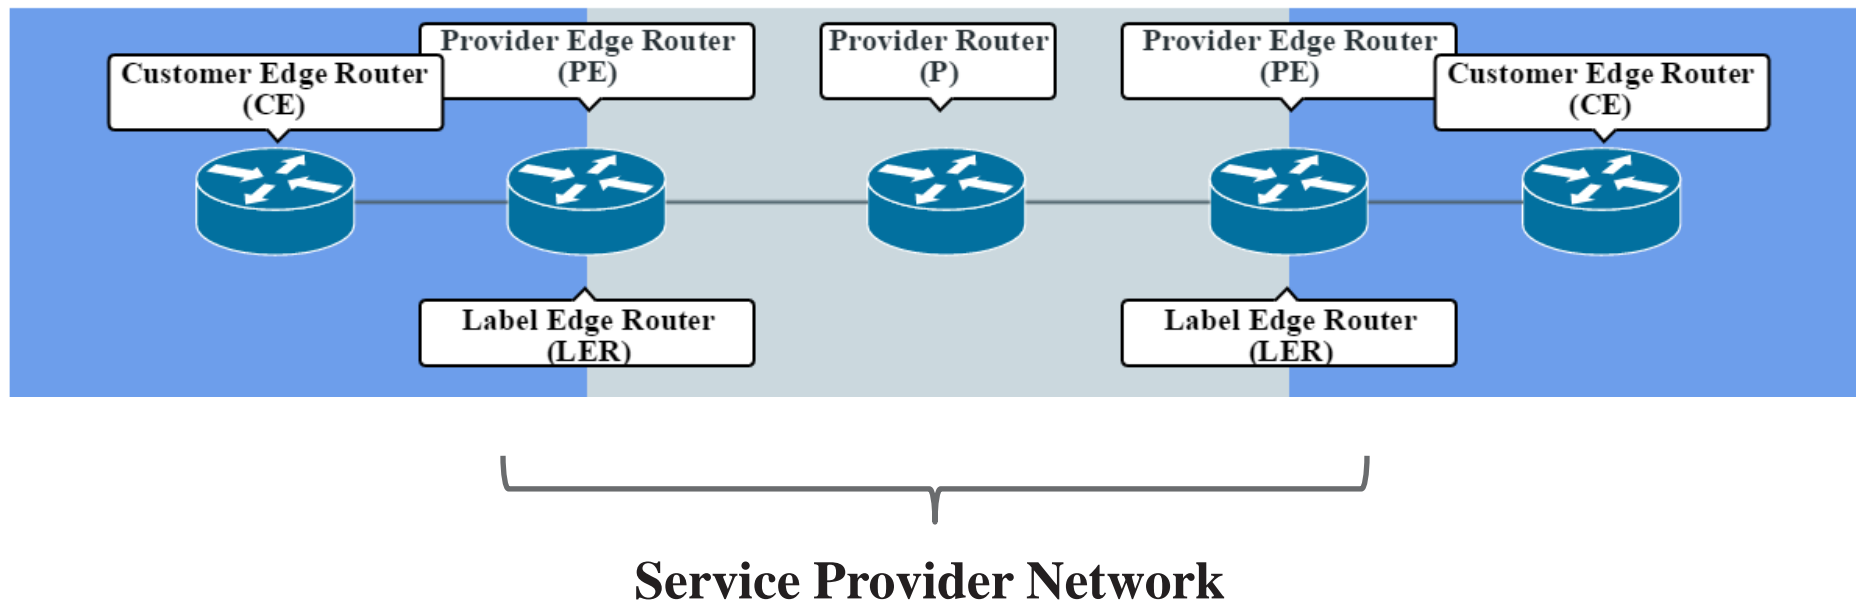 Customer Edge Router
(CE)
Provider Edge Router
(PE)
Provider Router
(P)
Provider Edge Router
(PE)
Customer Edge Router
(CE)
Label Edge Router
(LER)
Label Edge Router
(LER)
Service Provider Network